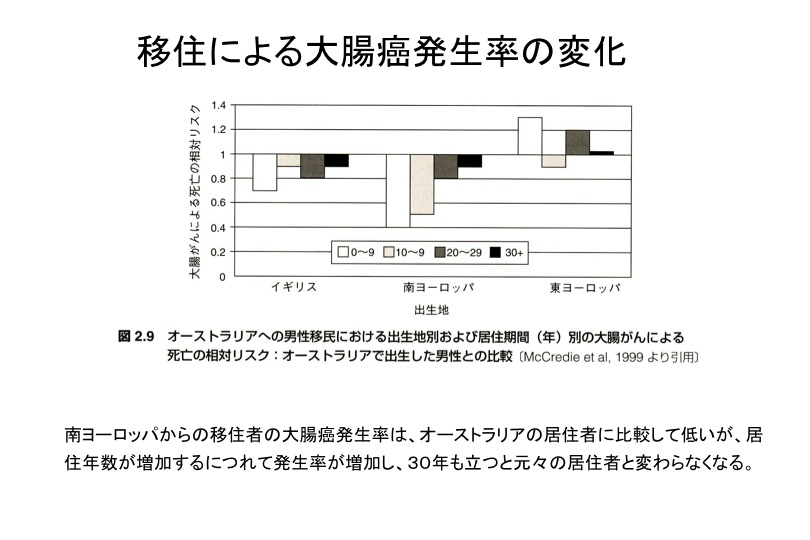 移住による大腸癌発生率の変化
大腸がんによる死亡の相対リスク
1.4
1.2
1
0.8
0.6
0.4
0.2
0
0〜9 10〜9 20〜29 30+
イギリス 南ヨーロッパ 東ヨーロッパ
出生地
図 2.9 オーストラリアへの男性移民における出生地別および居住期間（年）別の大腸がんによる
死亡の相対リスク：オーストラリアで出生した男性との比較〔McCredie et al, 1999 より引用〕
南ヨーロッパからの移住者の大腸癌発生率は、オーストラリアの居住者に比較して低いが、居
住年数が増加するにつれて発生率が増加し、３０年も立つと元々の居住者と変わらなくなる。